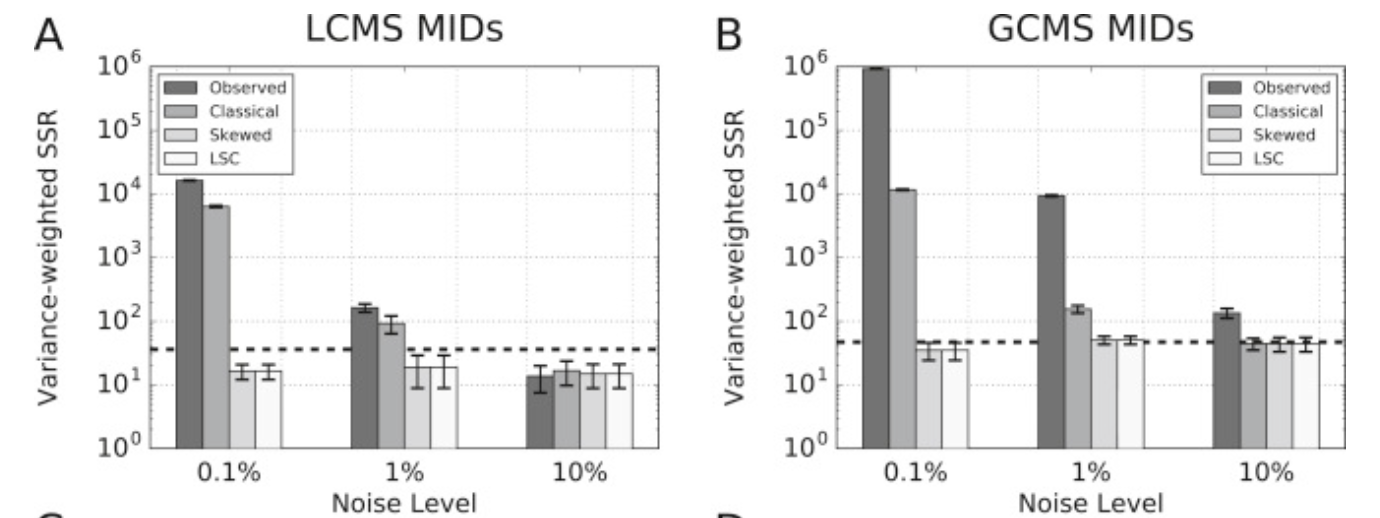 A
LCMS MIDs
Variance-weighted SSR
10^6
10^5
10^4
10^3
10^2
10^1
10^0
Observed
Classical
Skewed
LSC
0.1%
1%
10%
Noise Level
B
GCMS MIDs
Variance-weighted SSR
10^6
10^5
10^4
10^3
10^2
10^1
10^0
Observed
Classical
Skewed
LSC
0.1%
1%
10%
Noise Level